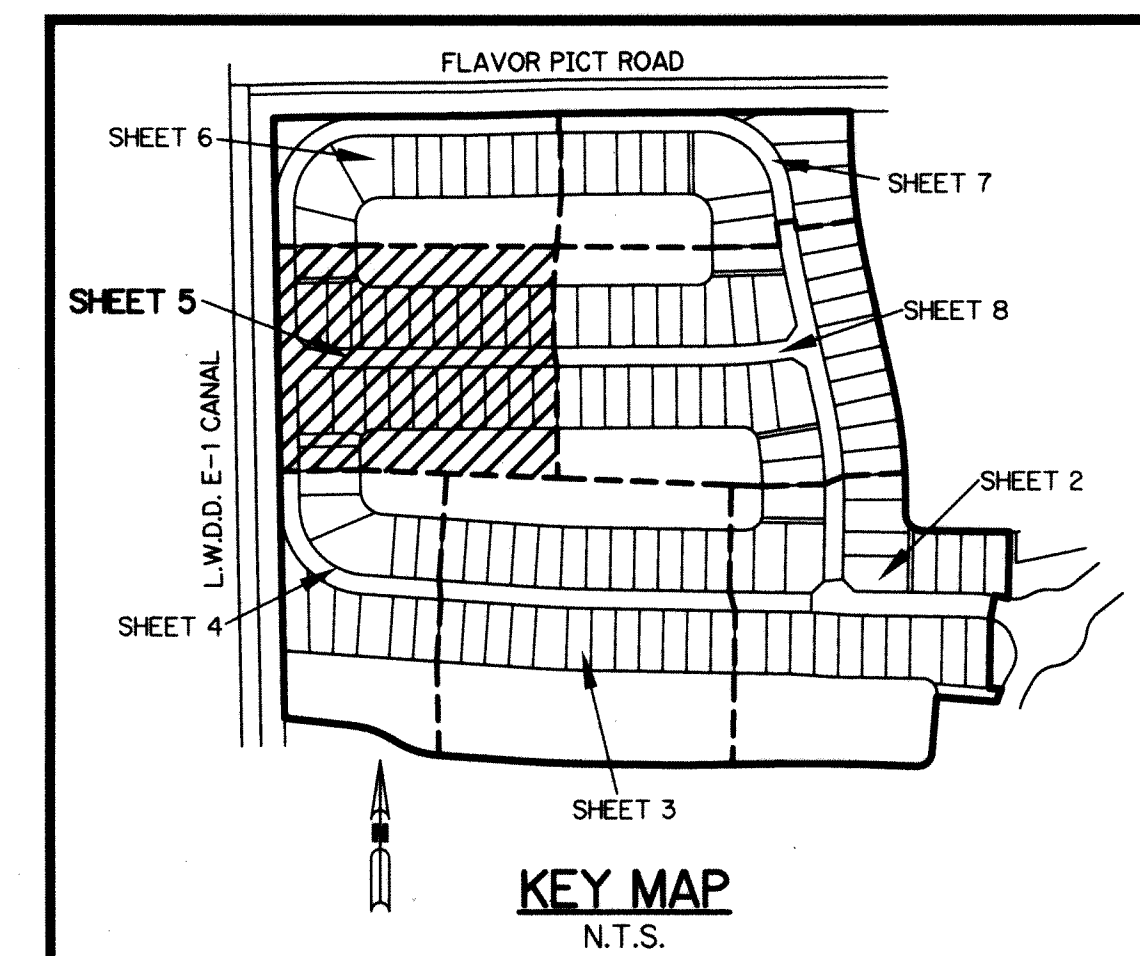 FLAVOR PICT ROAD
SHEET 6
SHEET 7
SHEET 5
SHEET 8
L.W.D.D. E-1 CANAL
SHEET 2
SHEET 4
SHEET 3
KEY MAP
N.T.S.